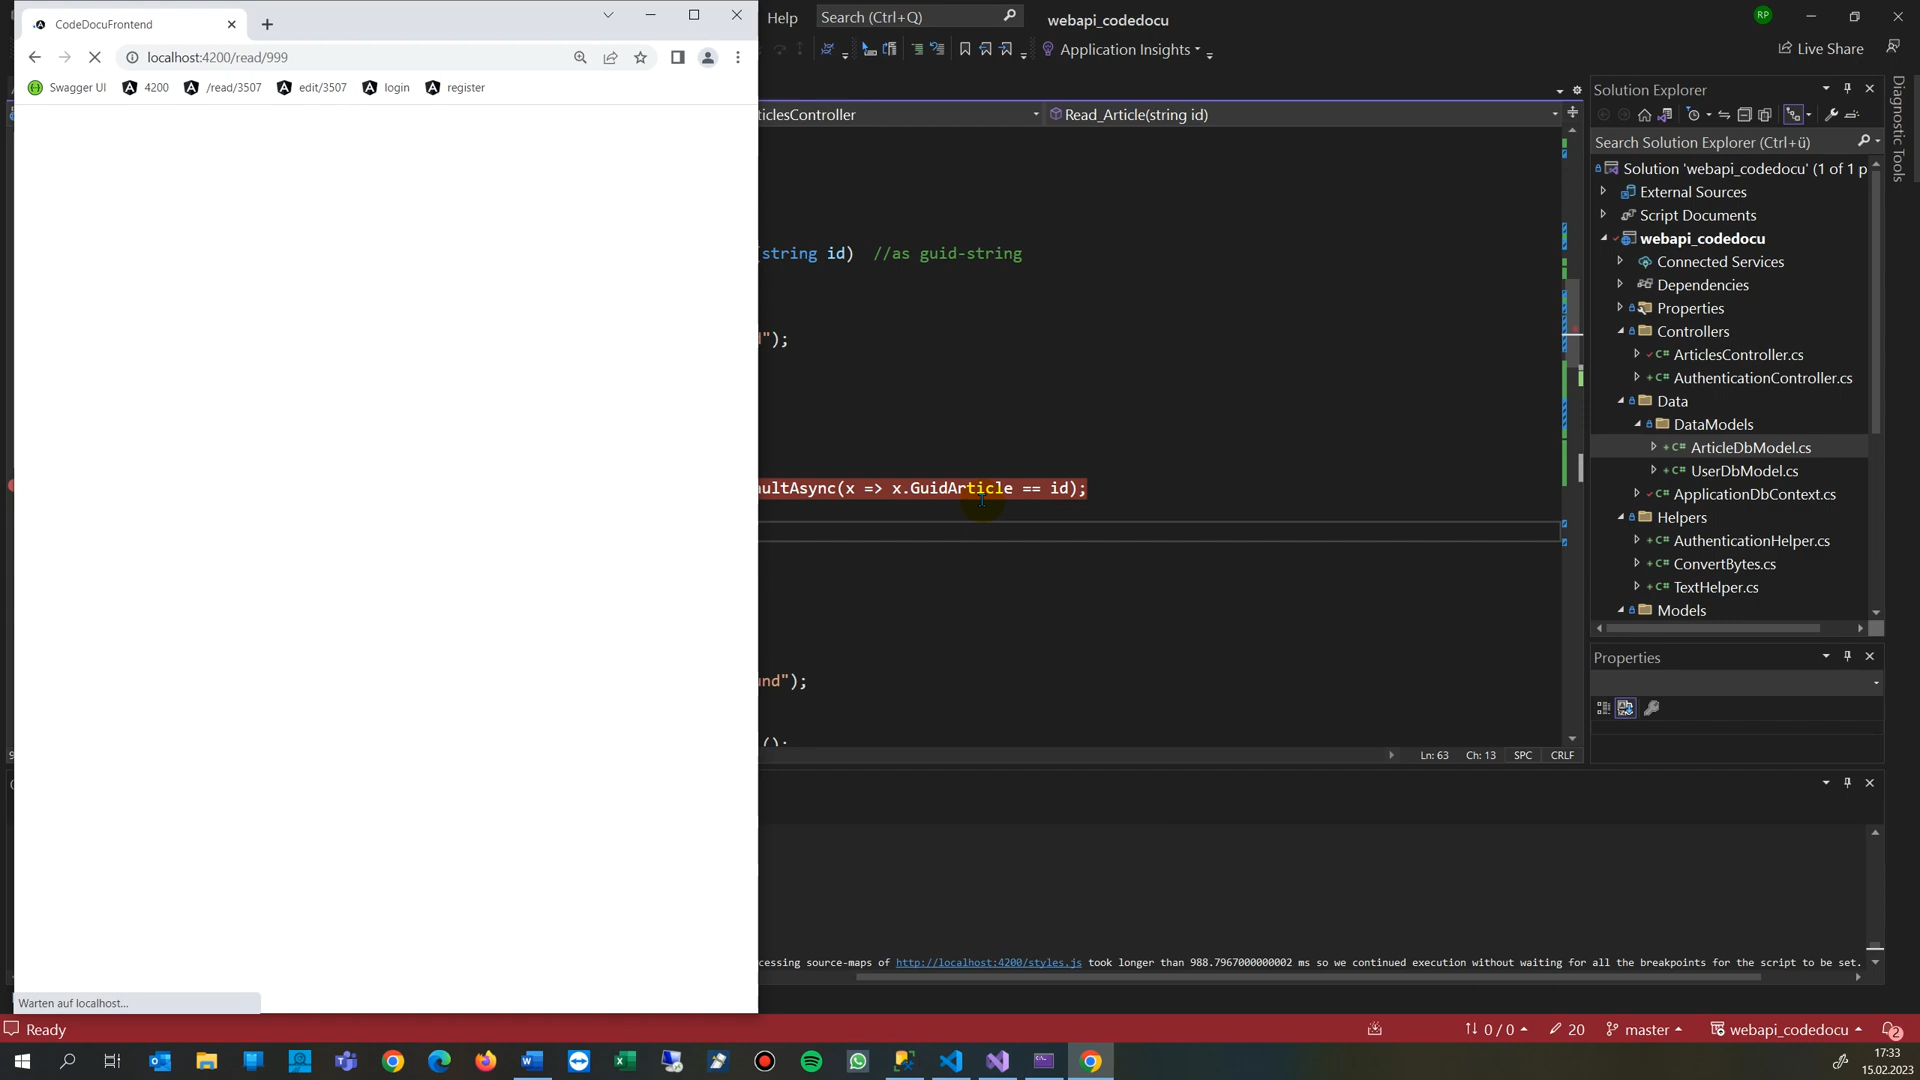 CodeDocuFrontend
localhost:4200/read/999
Swagger UI
4200
/read/3507
edit/3507
login
register
Help
Search (Ctrl+Q)
webapi_codedocu
RP
Application Insights
Live Share
ticlesController
Read_Article(string id)
string id)  //as guid-string
");
aultAsync(x => x.GuidArticle == id);
und");
();
Ln: 63
Ch: 13
SPC
CRLF
Solution Explorer
Search Solution Explorer (Ctrl+ü)
Solution 'webapi_codedocu' (1 of 1 p
External Sources
Script Documents
webapi_codedocu
Connected Services
Dependencies
Properties
Controllers
ArticlesController.cs
AuthenticationController.cs
Data
DataModels
ArticleDbModel.cs
UserDbModel.cs
ApplicationDbContext.cs
Helpers
AuthenticationHelper.cs
ConvertBytes.cs
TextHelper.cs
Models
Diagnostic Tools
Properties
cessing source-maps of http://localhost:4200/styles.js took longer than 988.7967000000002 ms so we continued execution without waiting for all the breakpoints for the script to be set.
Warten auf localhost...
Ready
0 / 0
20
master
webapi_codedocu
2
17:33
15.02.2023